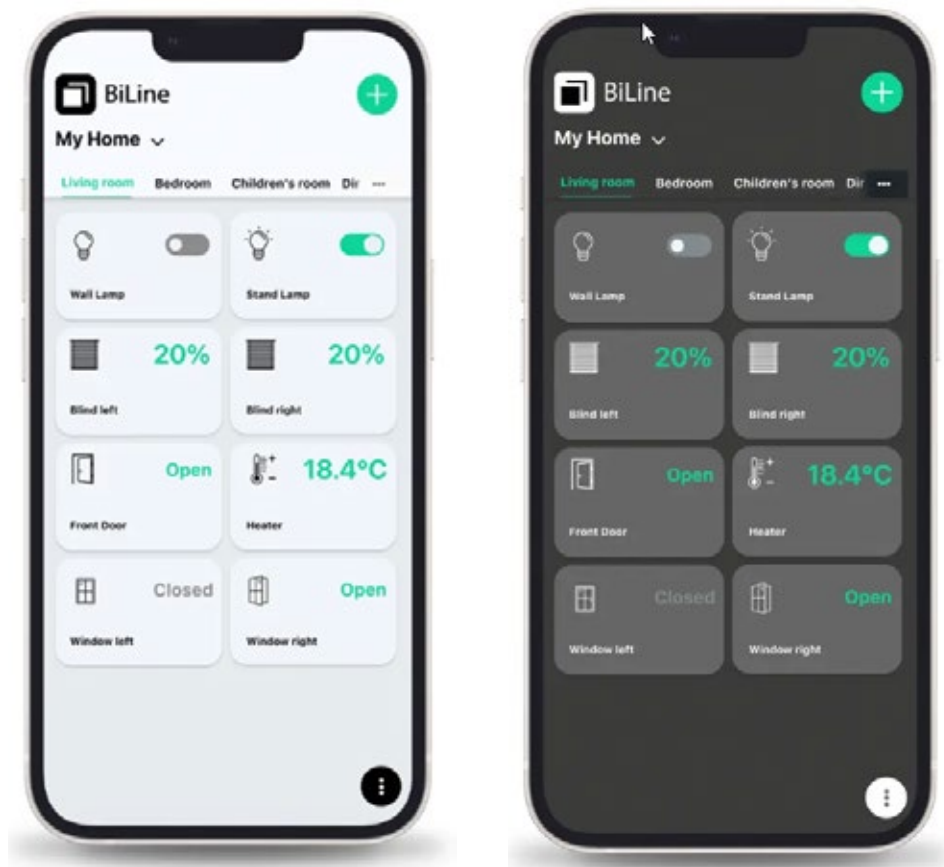 BiLine
My Home
Living room Bedroom Children's room Dir ...
Wall Lamp
Stand Lamp
20%
20%
Blind left
Blind right
Open
18.4°C
Front Door
Heater
Closed
Open
Window left
Window right
BiLine
My Home
Living room Bedroom Children's room Dir ...
Wall Lamp
Stand Lamp
20%
20%
Blind left
Blind right
Open
18.4°C
Front Door
Heater
Closed
Open
Window left
Window right